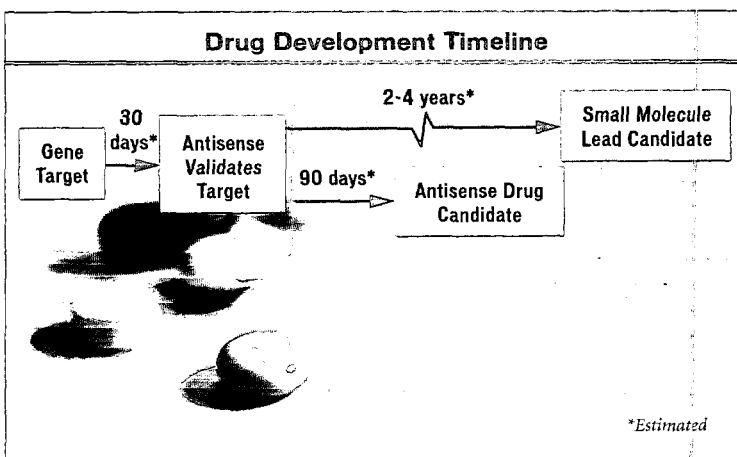 Drug Development Timeline
30
days*
Gene
Target
Antisense
Validates
Target
2-4 years*
Small Molecule
Lead Candidate
90 days*
Antisense Drug
Candidate
*Estimated